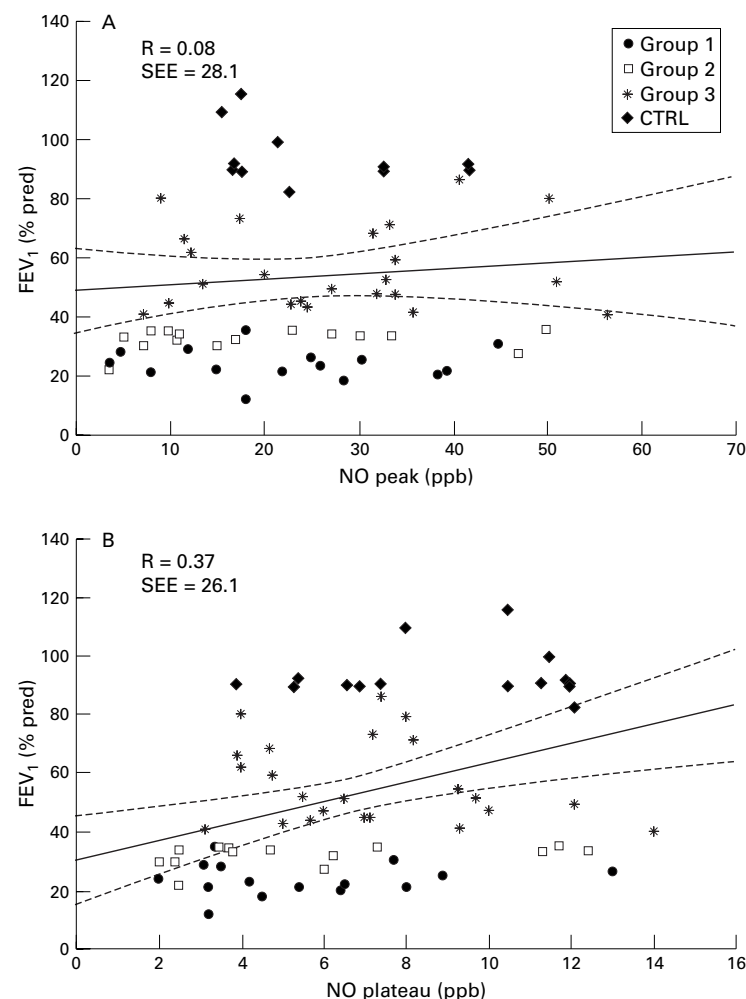 A
R = 0.08
SEE = 28.1
Group 1
Group 2
Group 3
CTRL
140
120
100
80
60
40
20
0
FEV₁ (% pred)
0 10 20 30 40 50 60 70
NO peak (ppb)
B
R = 0.37
SEE = 26.1
140
120
100
80
60
40
20
0
FEV₁ (% pred)
0 2 4 6 8 10 12 14 16
NO plateau (ppb)